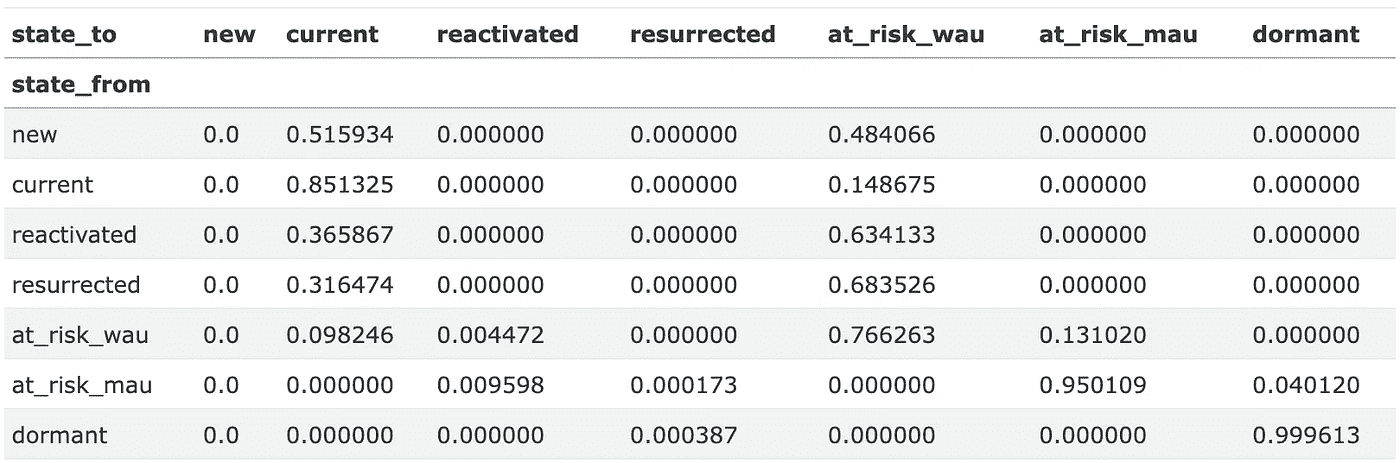 state_to new current reactivated resurrected at_risk_wau at_risk_mau dormant
state_from
new 0.0 0.515934 0.000000 0.000000 0.484066 0.000000 0.000000
current 0.0 0.851325 0.000000 0.000000 0.148675 0.000000 0.000000
reactivated 0.0 0.365867 0.000000 0.000000 0.634133 0.000000 0.000000
resurrected 0.0 0.316474 0.000000 0.000000 0.683526 0.000000 0.000000
at_risk_wau 0.0 0.098246 0.004472 0.000000 0.766263 0.131020 0.000000
at_risk_mau 0.0 0.000000 0.009598 0.000173 0.000000 0.950109 0.040120
dormant 0.0 0.000000 0.000000 0.000387 0.000000 0.000000 0.999613